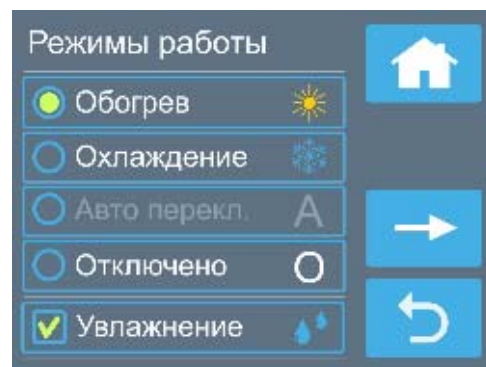 Режимы работы
Обогрев
Охлаждение
Авто перекл. A
Отключено O
Увлажнение